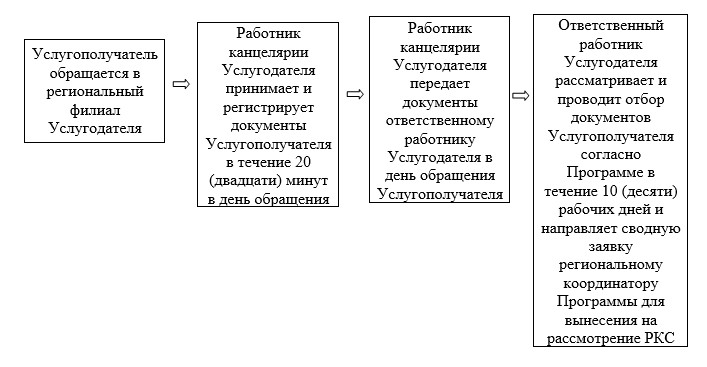 Услугополучатель
обращается в
региональный
филиал
Услугодателя
Работник
канцелярии
Услугодателя
принимает и
регистрирует
документы
Услугополучателя
в течение 20
(двадцати) минут
в день обращения
Работник
канцелярии
Услугодателя
передает
документы
ответственному
работнику
Услугодателя в
день обращения
Услугополучателя
Ответственный
работник
Услугодателя
рассматривает и
проводит отбор
документов
Услугополучателя
согласно
Программе в
течение 10 (десяти)
рабочих дней и
направляет сводную
заявку
региональному
координатору
Программы для
вынесения на
рассмотрение РКС